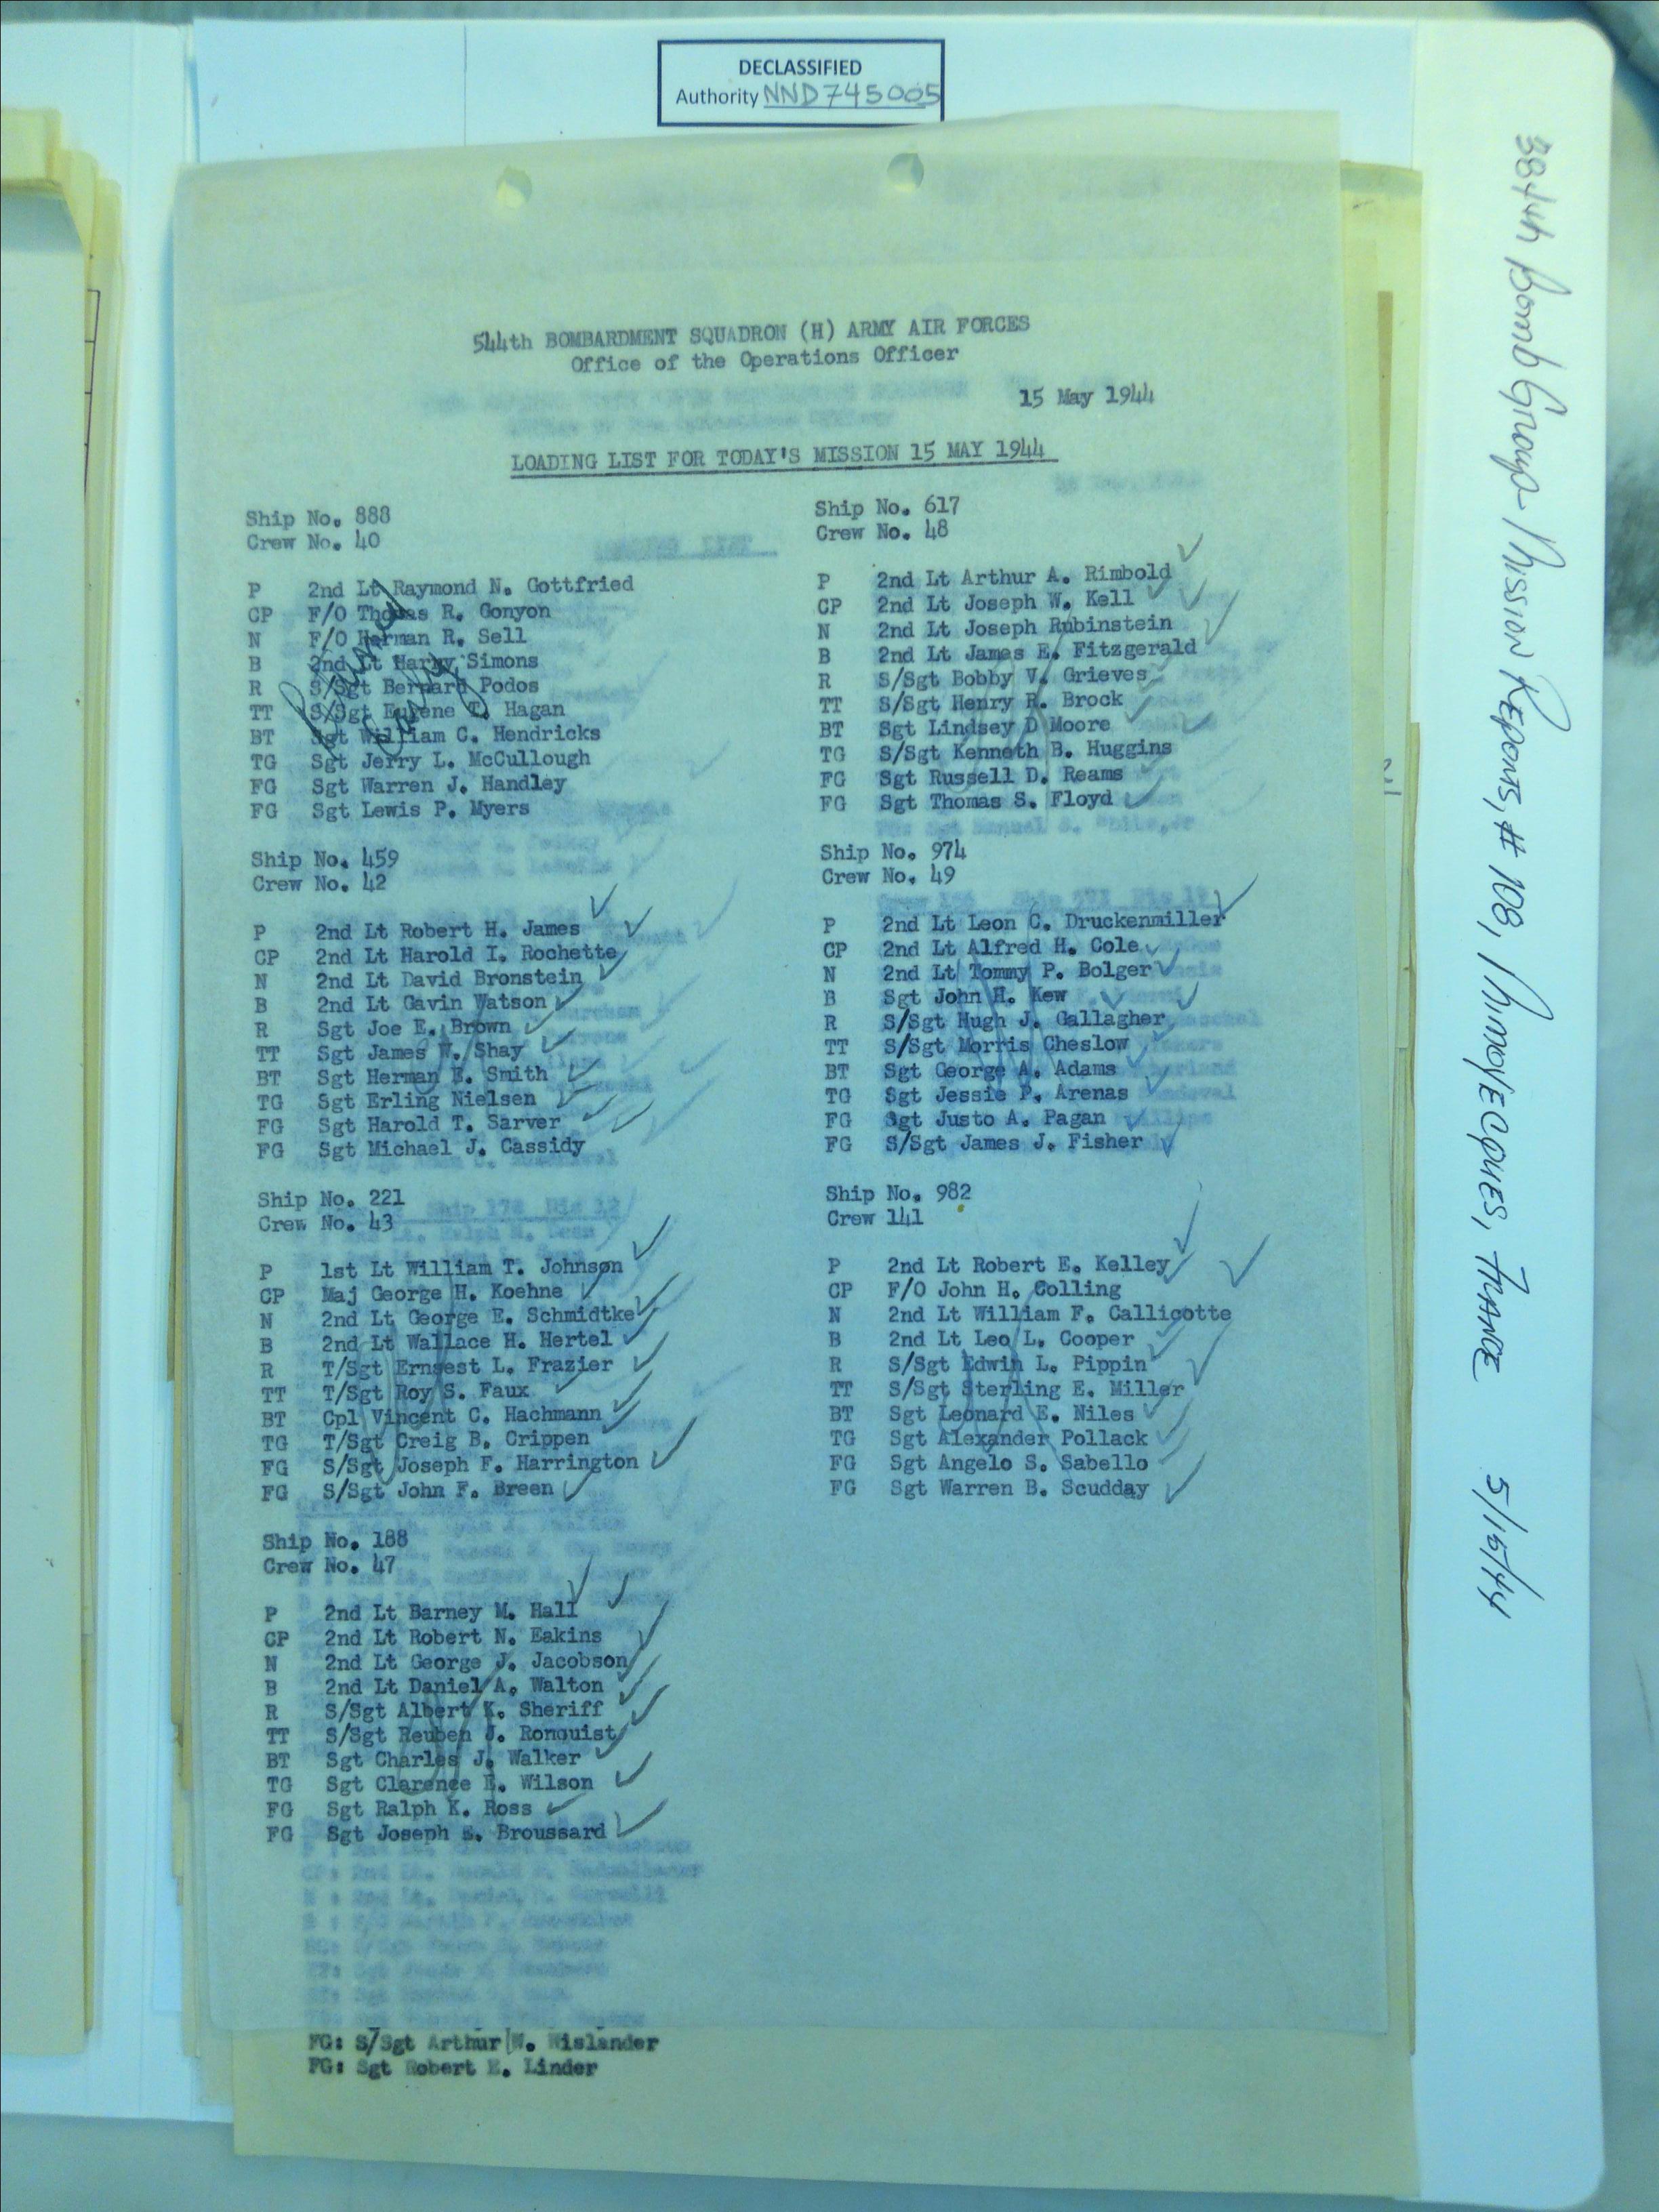 DECLASSIFIED
Authority NND745005
544th BOMBARDMENT SQUADRON (H) ARMY AIR FORCES
Office of the Operations Officer
15 May 1944
LOADING LIST FOR TODAY'S MISSION 15 MAY 1944
Ship No. 888
Crew No. 40
P 2nd Lt Raymond N. Gottfried
CP F/O Thomas R. Gonyon
N F/O Herman R. Sell
B 2nd Lt Harry Simons
R S/Sgt Bernard Podos
TT S/Sgt Eugene T. Hagan
BT Sgt William C. Hendricks
TG Sgt Jerry L. McCullough
FG Sgt Warren J. Handley
FG Sgt Lewis P. Myers
Ship No. 459
Crew No. 42
P 2nd Lt Robert H. James
CP 2nd Lt Harold I. Rochette
N 2nd Lt David Bronstein
B 2nd Lt Gavin Watson
R Sgt Joe E. Brown
TT Sgt James W. Shay
BT Sgt Herman E. Smith
TG Sgt Erling Nielsen
FG Sgt Harold T. Sarver
FG Sgt Michael J. Cassidy
Ship No. 221
Crew No. 43
P 1st Lt William T. Johnson
CP Maj George H. Koehne
N 2nd Lt George E. Schmidtke
B 2nd Lt Wallace H. Hertel
R T/Sgt Ernsest L. Frazier
TT T/Sgt Roy S. Faux
BT Cpl Vincent C. Hachmann
TG T/Sgt Creig B. Crippen
FG S/Sgt Joseph F. Harrington
FG S/Sgt John F. Breen
Ship No. 188
Crew No. 47
P 2nd Lt Barney M. Hall
CP 2nd Lt Robert N. Eakins
N 2nd Lt George J. Jacobson
B 2nd Lt Daniel A. Walton
R S/Sgt Albert K. Sheriff
TT S/Sgt Reuben J. Ronquist
BT Sgt Charles J. Walker
TG Sgt Clarence E. Wilson
FG Sgt Ralph K. Ross
FG Sgt Joseph E. Broussard
Ship No. 617
Crew No. 48
P 2nd Lt Arthur A. Rimbold
CP 2nd Lt Joseph W. Kell
N 2nd Lt Joseph Rubinstein
B 2nd Lt James E. Fitzgerald
R S/Sgt Bobby V. Grieves
TT S/Sgt Henry R. Brock
BT Sgt Lindsey D Moore
TG S/Sgt Kenneth B. Huggins
FG Sgt Russell D. Reams
FG Sgt Thomas S. Floyd
Ship No. 974
Crew No. 49
P 2nd Lt Leon C. Druckenmiller
CP 2nd Lt Alfred H. Cole
N 2nd Lt Tommy P. Bolger
B Sgt John H. Kew
R S/Sgt Hugh J. Gallagher
TT S/Sgt Morris Cheslow
BT Sgt George A. Adams
TG Sgt Jessie P. Arenas
FG Sgt Justo A. Pagan
FG S/Sgt James J. Fisher
Ship No. 982
Crew 141
P 2nd Lt Robert E. Kelley
CP F/O John H. Colling
N 2nd Lt William F. Callicotte
B 2nd Lt Leo L. Cooper
R S/Sgt Edwin L. Pippin
TT S/Sgt Sterling E. Miller
BT Sgt Leonard E. Niles
TG Sgt Alexander Pollack
FG Sgt Angelo S. Sabello
FG Sgt Warren B. Scudday
FG: S/Sgt Arthur W. Wislander
FG: Sgt Robert E. Linder
384th Bomb Group Mission Reports, # 108, Mimoyecques, France 5/15/44